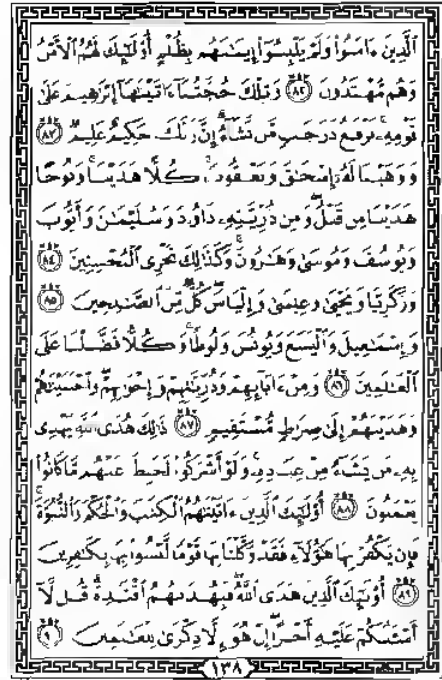 الَّذِينَ ءَامَنُوا۟ وَلَمْ يَلْبِسُوٓا۟ إِيمَٰنَهُم بِظُلْمٍ أُو۟لَٰٓئِكَ لَهُمُ ٱلْأَمْنُ
وَهُم مُّهْتَدُونَ ﴿٨٢﴾ وَتِلْكَ حُجَّتُنَآ ءَاتَيْنَٰهَآ إِبْرَٰهِيمَ عَلَىٰ
قَوْمِهِۦ ۚ نَرْفَعُ دَرَجَٰتٍ مَّن نَّشَآءُ ۗ إِنَّ رَبَّكَ حَكِيمٌ عَلِيمٌ ﴿٨٣﴾
وَوَهَبْنَا لَهُۥٓ إِسْحَٰقَ وَيَعْقُوبَ ۚ كُلًّا هَدَيْنَا ۚ وَنُوحًا
هَدَيْنَا مِن قَبْلُ ۖ وَمِن ذُرِّيَّتِهِۦ دَاوُۥدَ وَسُلَيْمَٰنَ وَأَيُّوبَ
وَيُوسُفَ وَمُوسَىٰ وَهَٰرُونَ ۚ وَكَذَٰلِكَ نَجْزِى ٱلْمُحْسِنِينَ ﴿٨٤﴾
وَزَكَرِيَّا وَيَحْيَىٰ وَعِيسَىٰ وَإِلْيَاسَ ۖ كُلٌّ مِّنَ ٱلصَّٰلِحِينَ ﴿٨٥﴾
وَإِسْمَٰعِيلَ وَٱلْيَسَعَ وَيُونُسَ وَلُوطًا ۚ وَكُلًّا فَضَّلْنَا عَلَى
ٱلْعَٰلَمِينَ ﴿٨٦﴾ وَمِنْ ءَابَآئِهِمْ وَذُرِّيَّٰتِهِمْ وَإِخْوَٰنِهِمْ ۖ وَٱجْتَبَيْنَٰهُمْ
وَهَدَيْنَٰهُمْ إِلَىٰ صِرَٰطٍ مُّسْتَقِيمٍ ﴿٨٧﴾ ذَٰلِكَ هُدَى ٱللَّهِ يَهْدِى
بِهِۦ مَن يَشَآءُ مِنْ عِبَادِهِۦ ۚ وَلَوْ أَشْرَكُوا۟ لَحَبِطَ عَنْهُم مَّا كَانُوا۟
يَعْمَلُونَ ﴿٨٨﴾ أُو۟لَٰٓئِكَ ٱلَّذِينَ ءَاتَيْنَٰهُمُ ٱلْكِتَٰبَ وَٱلْحُكْمَ وَٱلنُّبُوَّةَ ۚ
فَإِن يَكْفُرْ بِهَا هَٰٓؤُلَآءِ فَقَدْ وَكَّلْنَا بِهَا قَوْمًا لَّيْسُوا۟ بِهَا بِكَٰفِرِينَ
﴿٨٩﴾ أُو۟لَٰٓئِكَ ٱلَّذِينَ هَدَى ٱللَّهُ ۖ فَبِهُدَىٰهُمُ ٱقْتَدِهْ ۗ قُل لَّآ
أَسْـَٔلُكُمْ عَلَيْهِ أَجْرًا ۖ إِنْ هُوَ إِلَّا ذِكْرَىٰ لِلْعَٰلَمِينَ ﴿٩٠﴾
١٣٨